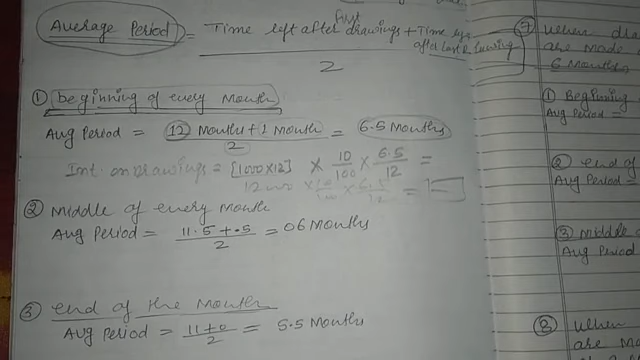 first
Average Period = Time left after drawings + Time left
after last Drawing
2
① beginning of every Month
Avg Period = 12 Months + 1 Month = 6.5 Months
2
Int. on Drawings = [1000x12] x 10/100 x 6.5/12 =
② Middle of every month
Avg Period = 11.5 + .5 / 2 = 06 Months
③ end of the Month
Avg Period = 11+0 / 2 = 5.5 Months
⑦ When
are made
6 Months
① Beginning
Avg Period =
② end of
Avg Period =
③ Middle
Avg Period
⑧ When
are